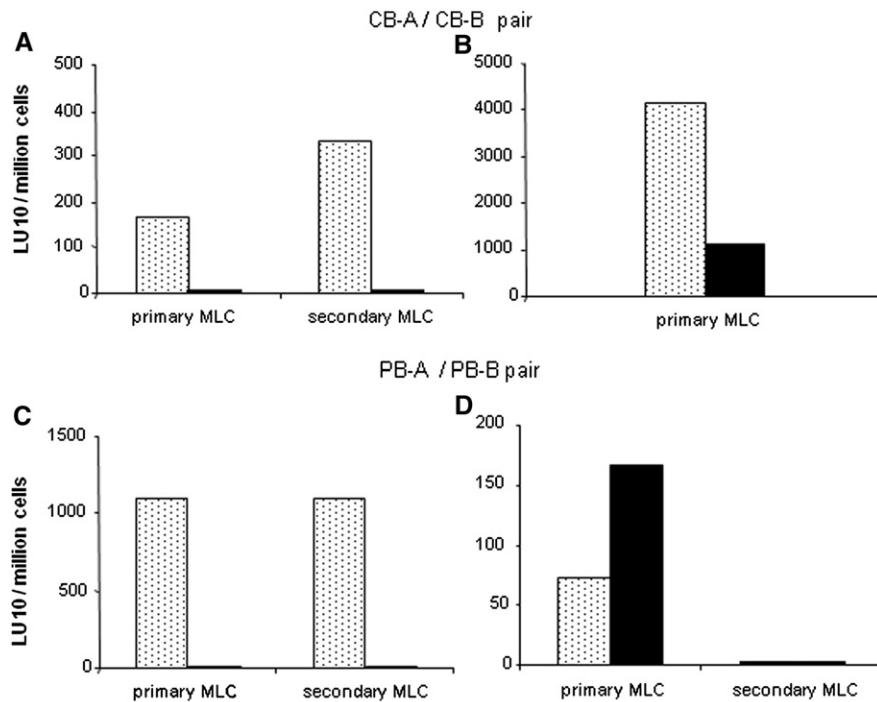 CB-A / CB-B pair
A
B
LU10 / million cells
500
400
300
200
100
0
primary MLC
secondary MLC
5000
4000
3000
2000
1000
0
primary MLC
PB-A / PB-B pair
C
D
LU10 / million cells
1500
1000
500
0
primary MLC
secondary MLC
200
150
100
50
0
primary MLC
secondary MLC